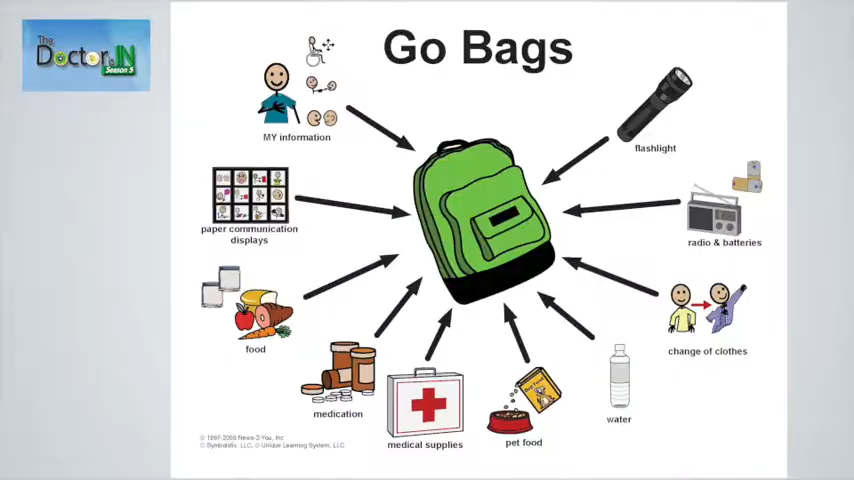 The
Doctor is IN
Season 5
Go Bags
MY information
flashlight
paper communication
displays
radio & batteries
food
change of clothes
medication
medical supplies
pet food
water
© 1997-2008 News-2-You, Inc
© Symbolstix, LLC, © Unique Learning System, LLC